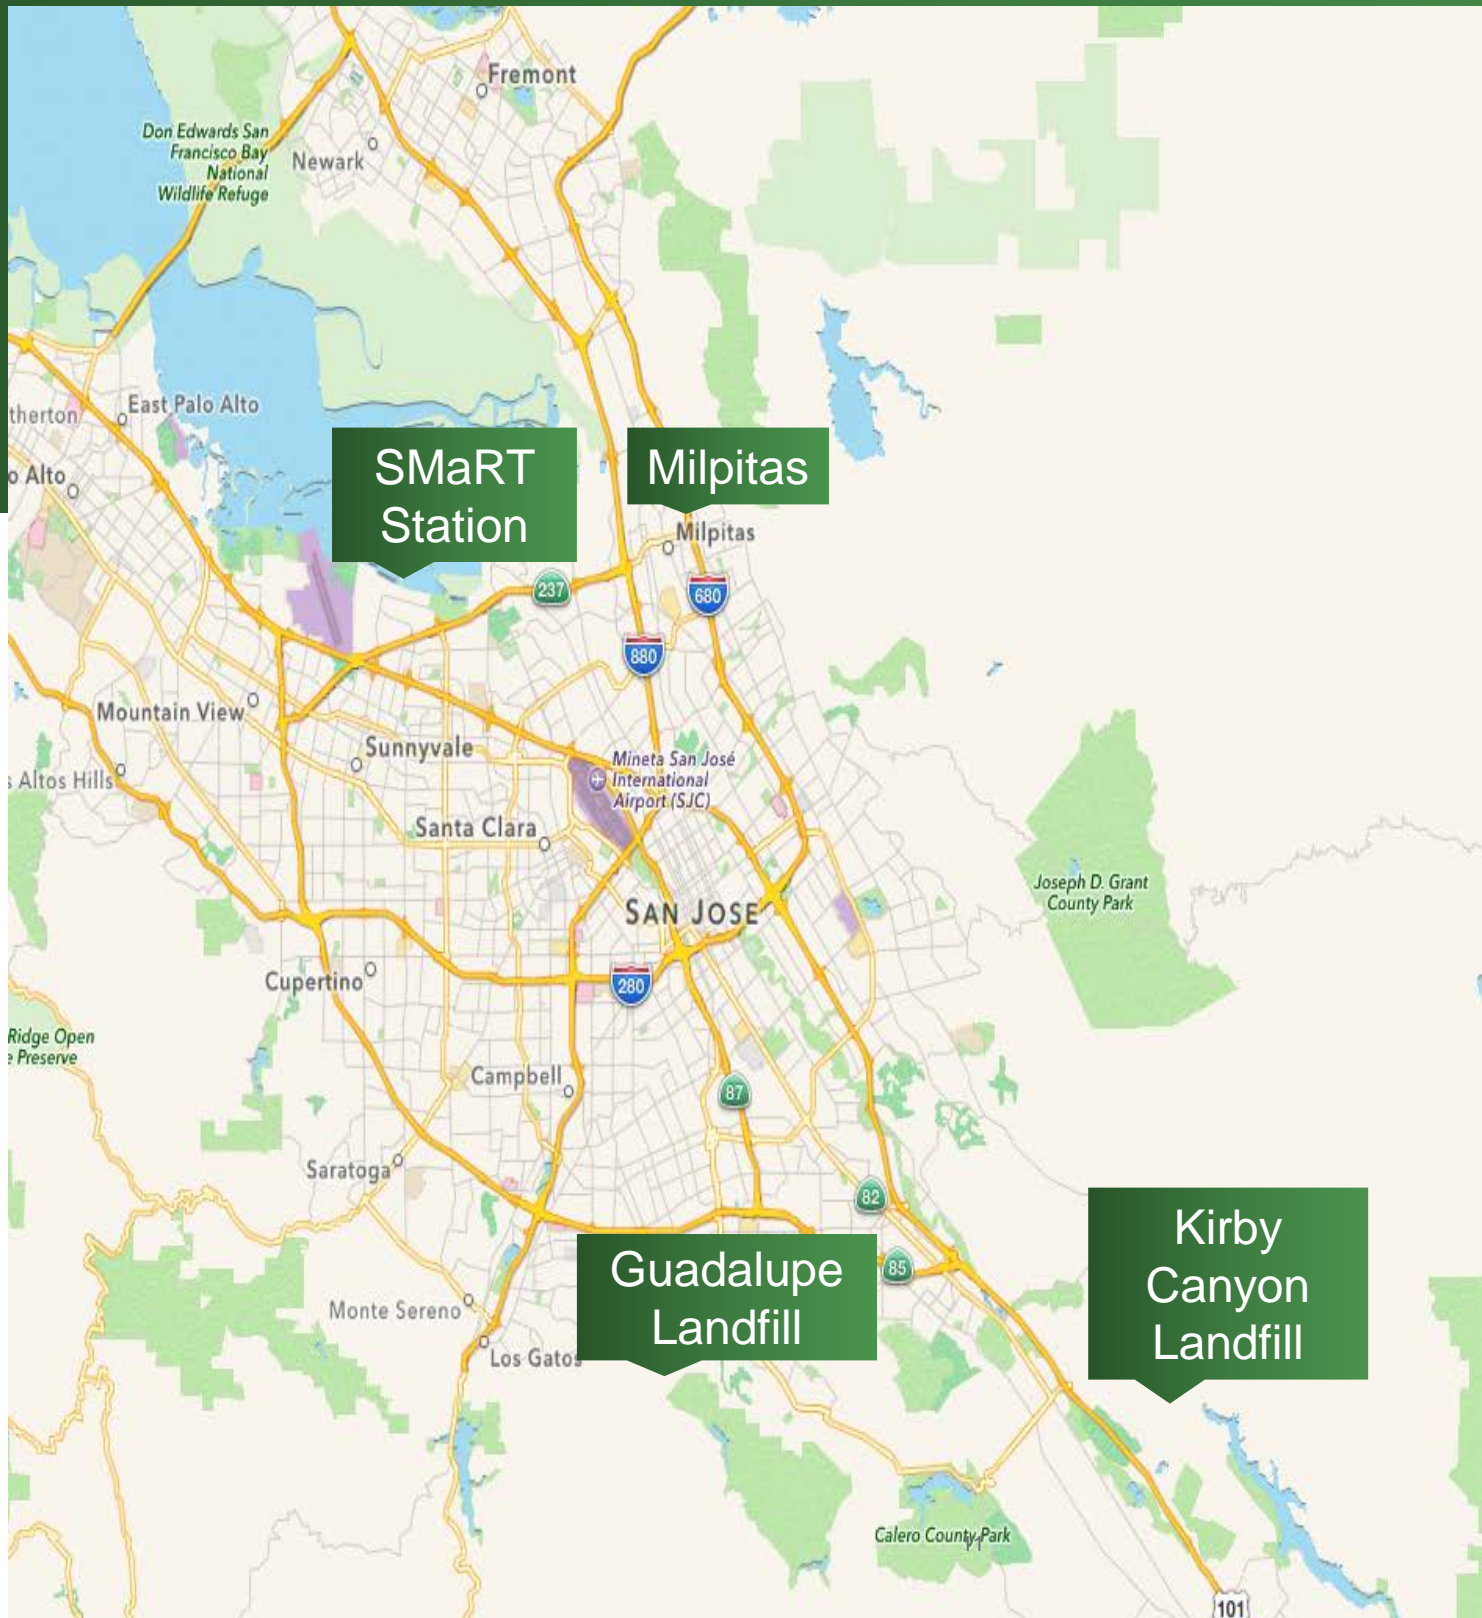 Fremont
Don Edwards San
Francisco Bay
National
Wildlife Refuge
Newark
East Palo Alto
therton
o Alto
SMaRT
Station
Milpitas
Milpitas
237
680
880
Mountain View
Sunnyvale
Mineta San José
International
Airport (SJC)
s Altos Hills
Santa Clara
Joseph D. Grant
County Park
SAN JOSE
Cupertino
280
Ridge Open
e Preserve
Campbell
87
Saratoga
82
Kirby
Canyon
Landfill
Guadalupe
Landfill
85
Monte Sereno
Los Gatos
Calero County Park
101